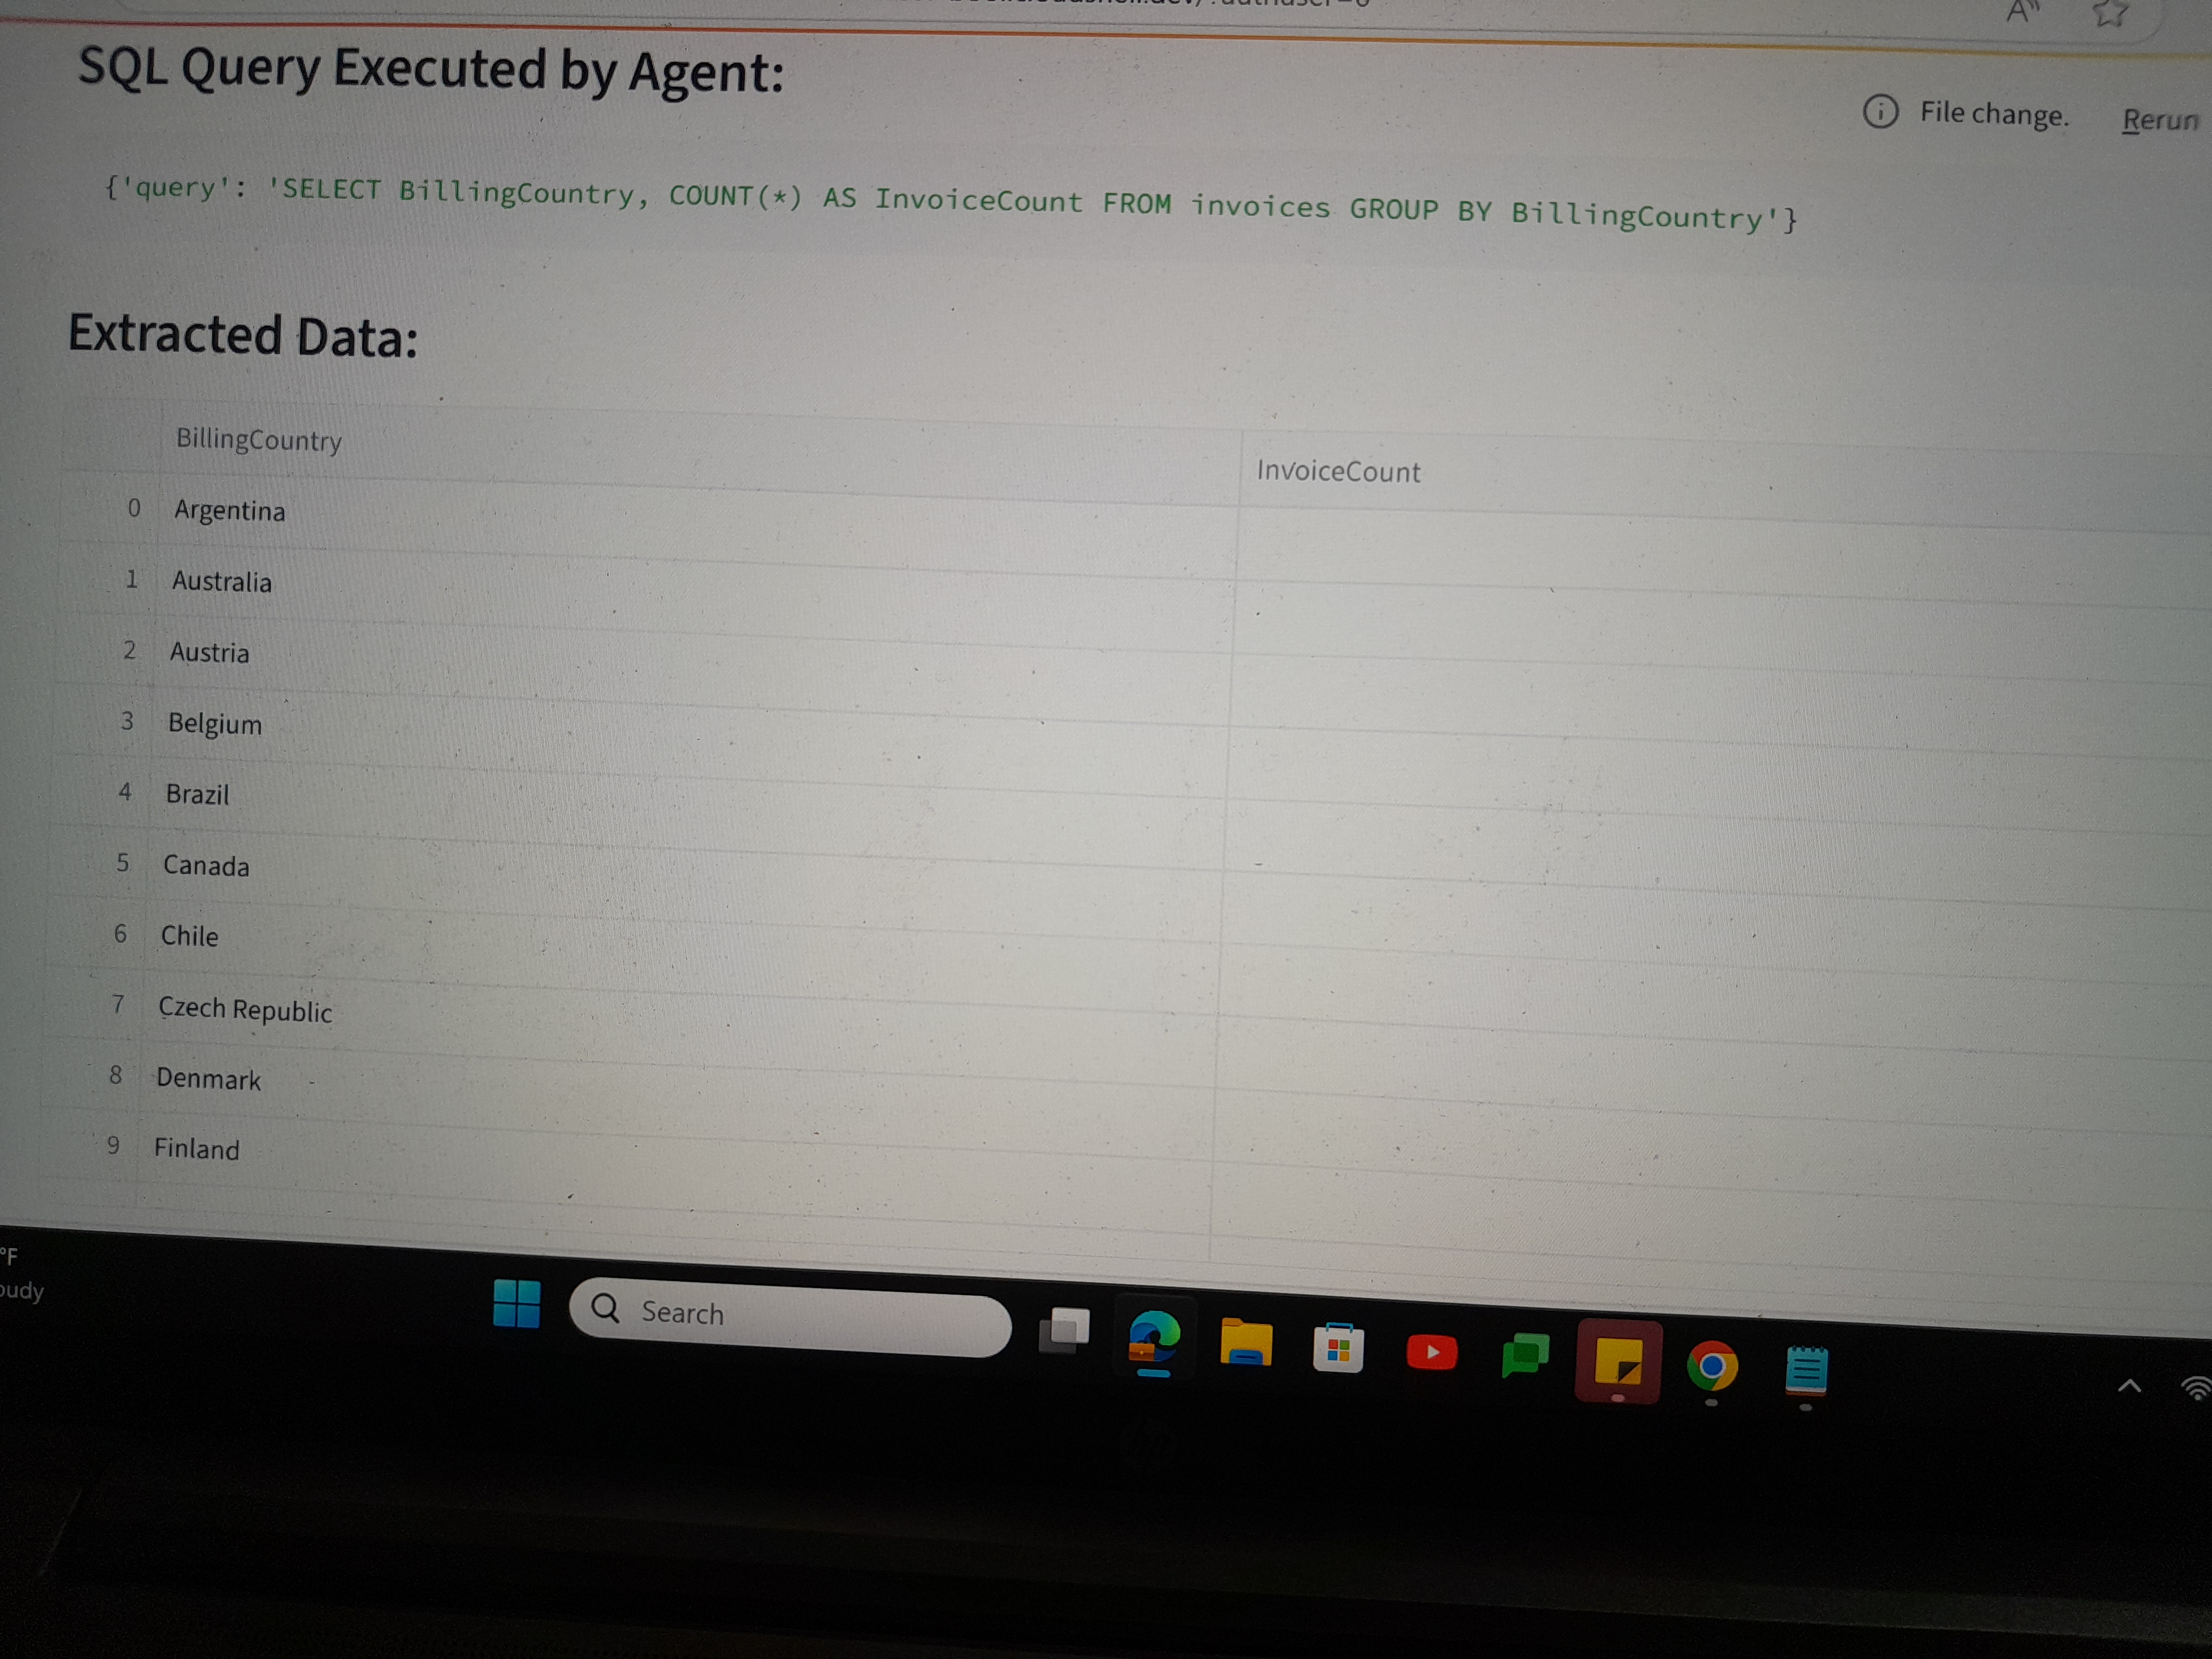 SQL Query Executed by Agent:
File change. Rerun
{'query': 'SELECT BillingCountry, COUNT(*) AS InvoiceCount FROM invoices GROUP BY BillingCountry'}
Extracted Data:
BillingCountry InvoiceCount
0 Argentina
1 Australia
2 Austria
3 Belgium
4 Brazil
5 Canada
6 Chile
7 Czech Republic
8 Denmark
9 Finland
°F
Search